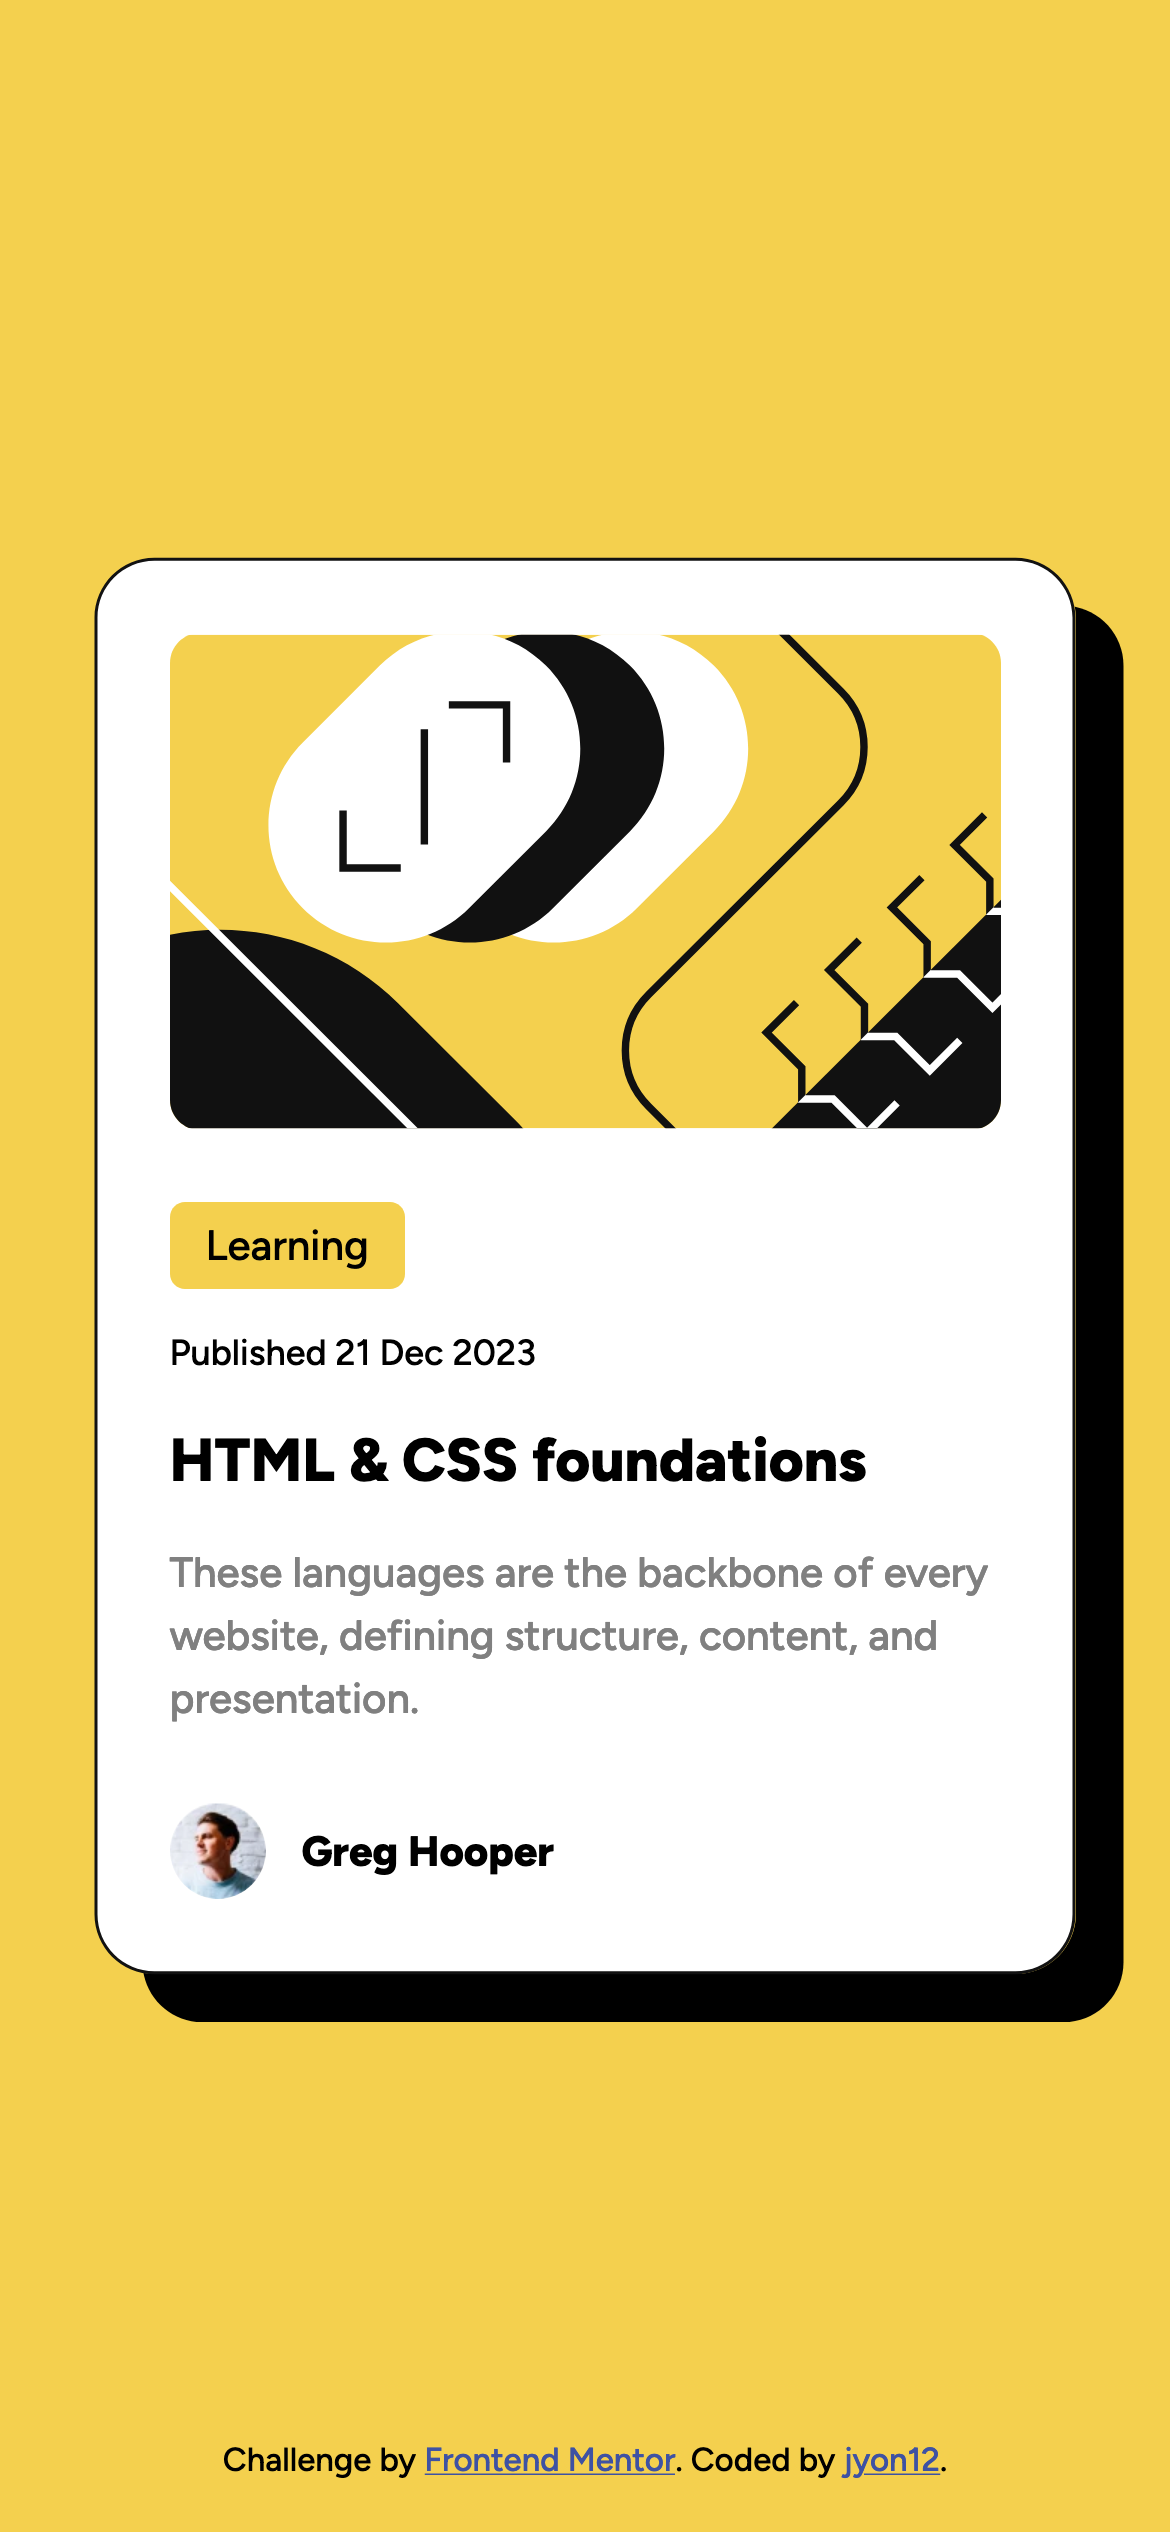 Learning
Published 21 Dec 2023
HTML & CSS foundations
These languages are the backbone of every
website, defining structure, content, and
presentation.
Greg Hooper
Challenge by Frontend Mentor. Coded by jyon12.